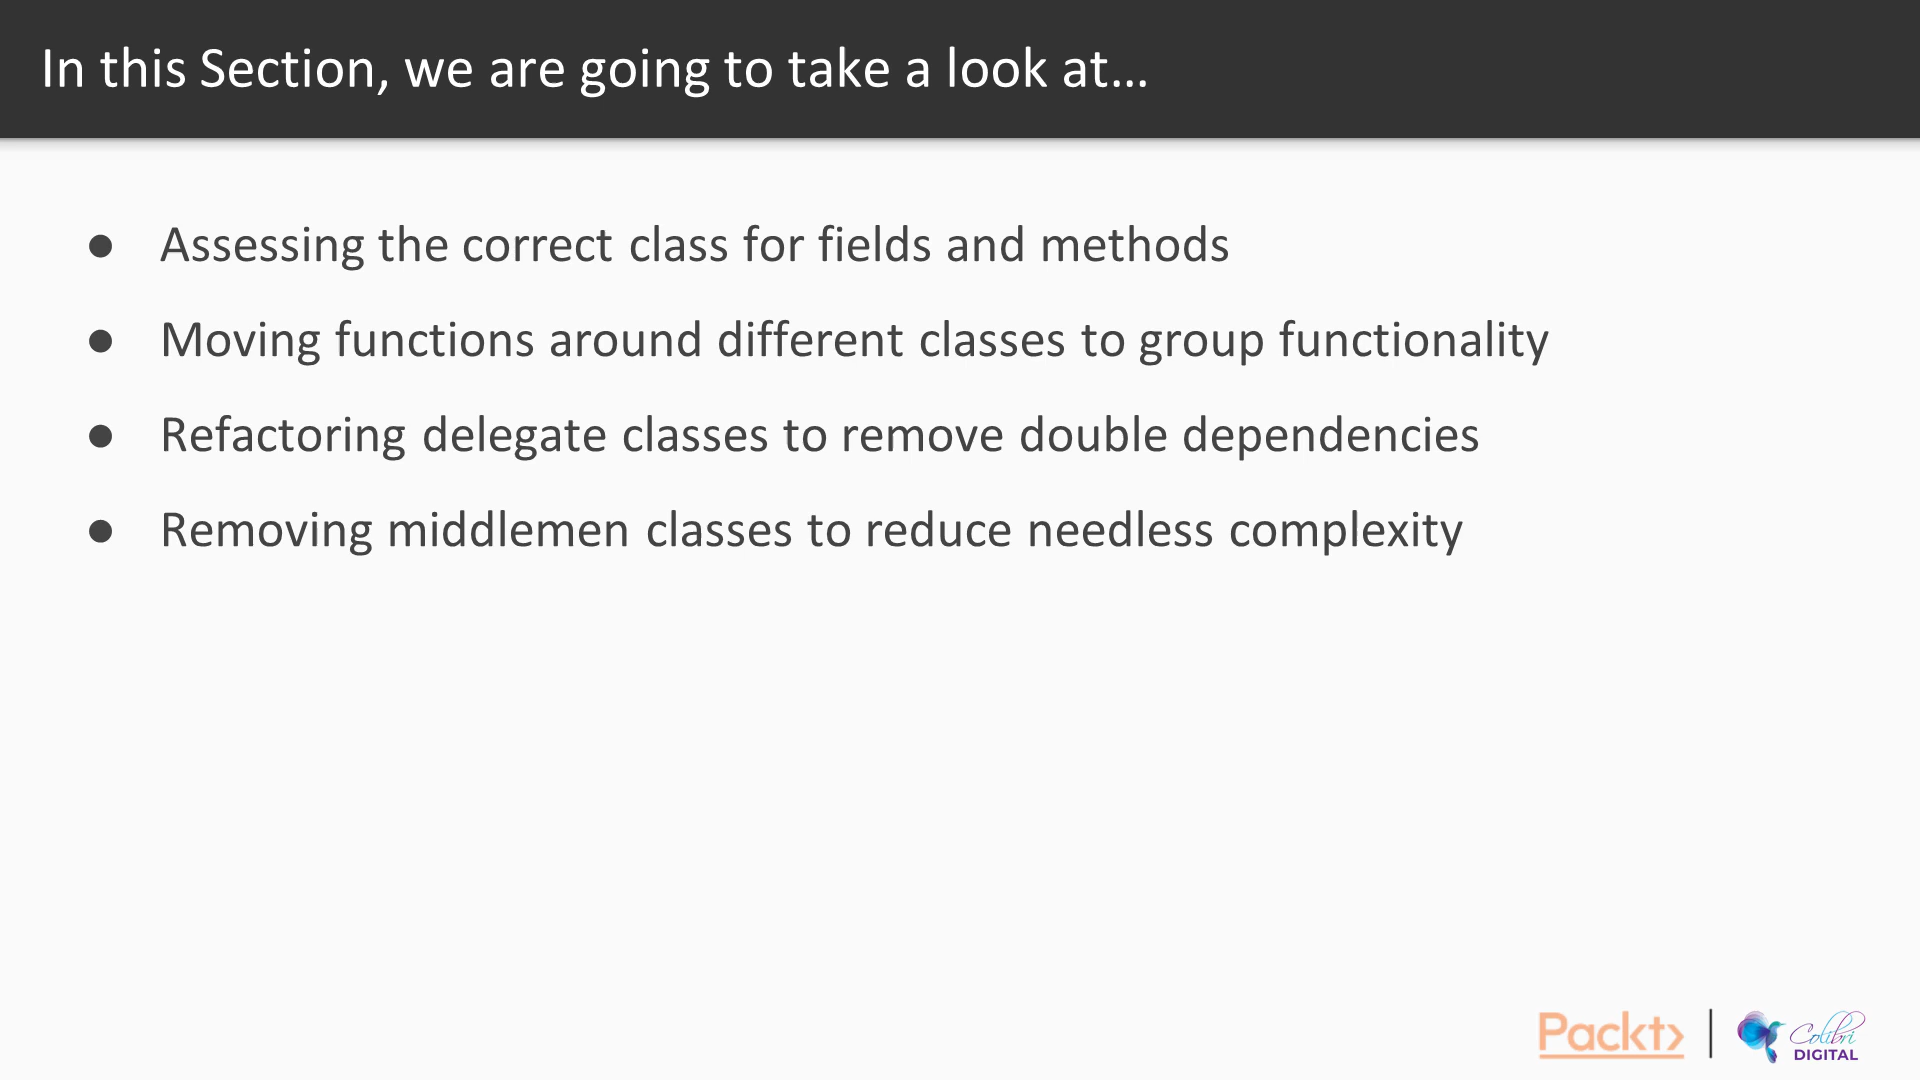 In this Section, we are going to take a look at…
● Assessing the correct class for fields and methods
● Moving functions around different classes to group functionality
● Refactoring delegate classes to remove double dependencies
● Removing middlemen classes to reduce needless complexity
Packt>
Colibri
DIGITAL